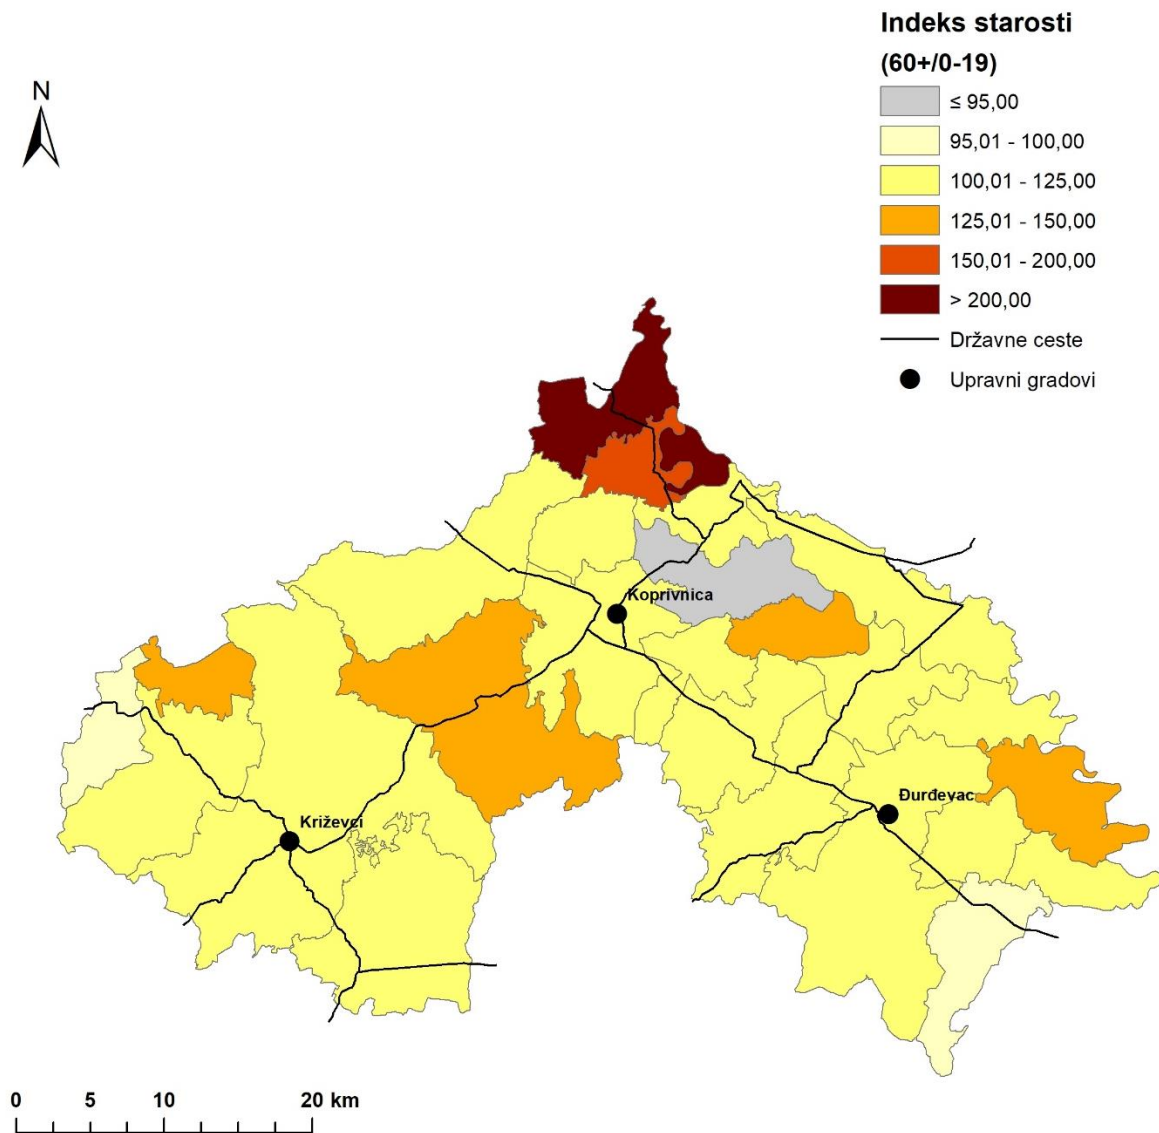 Indeks starosti
(60+/0-19)
≤ 95,00
95,01 - 100,00
100,01 - 125,00
125,01 - 150,00
150,01 - 200,00
> 200,00
Državne ceste
Upravni gradovi
N
Koprivnica
Đurđevac
Križevci
0 5 10 20 km